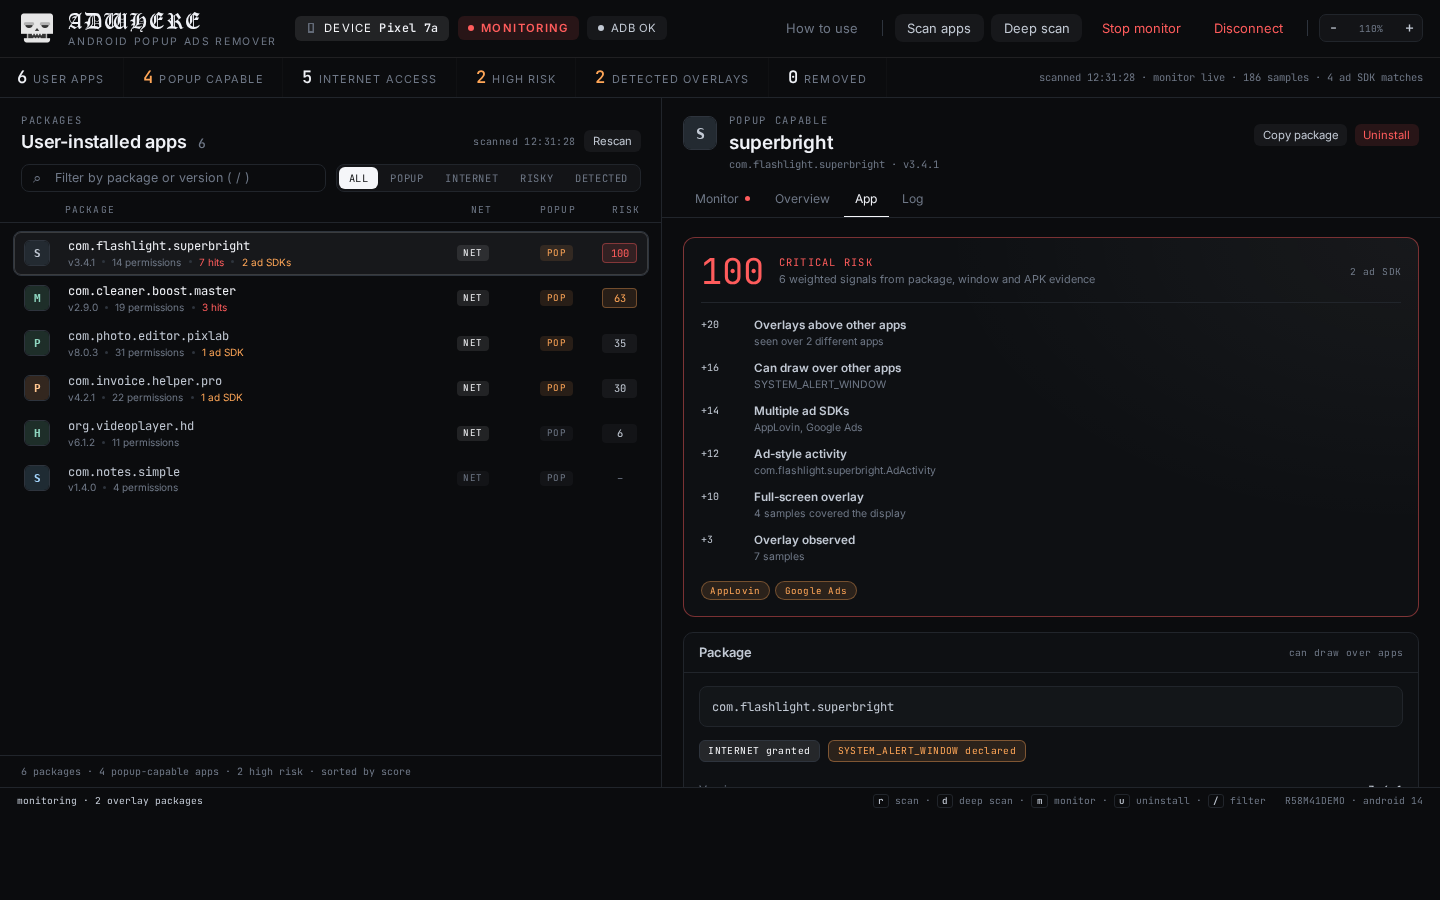 ADWHERE
ANDROID POPUP ADS REMOVER
DEVICE Pixel 7a
MONITORING
ADB OK
How to use
Scan apps
Deep scan
Stop monitor
Disconnect
- 110% +
6 USER APPS
4 POPUP CAPABLE
5 INTERNET ACCESS
2 HIGH RISK
2 DETECTED OVERLAYS
0 REMOVED
scanned 12:31:28 · monitor live · 186 samples · 4 ad SDK matches
PACKAGES
User-installed apps 6
scanned 12:31:28
Rescan
Filter by package or version ( / )
ALL POPUP INTERNET RISKY DETECTED
PACKAGE NET POPUP RISK
S com.flashlight.superbright NET POP 100
v3.4.1 · 14 permissions · 7 hits · 2 ad SDKs
M com.cleaner.boost.master NET POP 63
v2.9.0 · 19 permissions · 3 hits
P com.photo.editor.pixlab NET POP 35
v8.0.3 · 31 permissions · 1 ad SDK
P com.invoice.helper.pro NET POP 30
v4.2.1 · 22 permissions · 1 ad SDK
H org.videoplayer.hd NET POP 6
v6.1.2 · 11 permissions
S com.notes.simple NET POP –
v1.4.0 · 4 permissions
6 packages · 4 popup-capable apps · 2 high risk · sorted by score
S
POPUP CAPABLE
superbright
com.flashlight.superbright · v3.4.1
Copy package
Uninstall
Monitor Overview App Log
100
CRITICAL RISK
6 weighted signals from package, window and APK evidence
2 ad SDK
+20 Overlays above other apps
seen over 2 different apps
+16 Can draw over other apps
SYSTEM_ALERT_WINDOW
+14 Multiple ad SDKs
AppLovin, Google Ads
+12 Ad-style activity
com.flashlight.superbright.AdActivity
+10 Full-screen overlay
4 samples covered the display
+3 Overlay observed
7 samples
AppLovin Google Ads
Package can draw over apps
com.flashlight.superbright
INTERNET granted SYSTEM_ALERT_WINDOW declared
monitoring · 2 overlay packages
r scan · d deep scan · m monitor · u uninstall · / filter R58M41DEMO · android 14